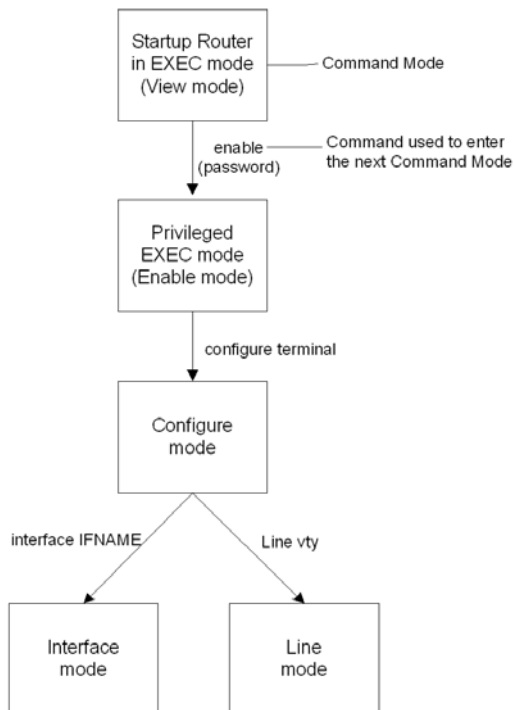 Startup Router
in EXEC mode
(View mode)
Command Mode
enable
(password)
Command used to enter
the next Command Mode
Privileged
EXEC mode
(Enable mode)
configure terminal
Configure
mode
interface IFNAME
Line vty
Interface
mode
Line
mode